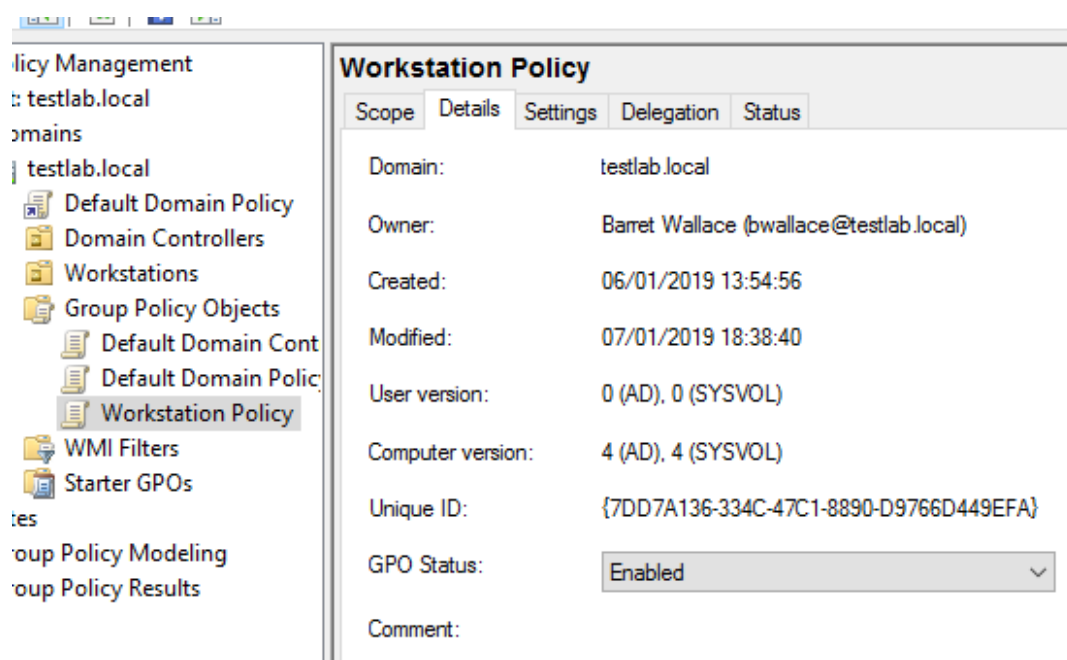 licy Management
t: testlab.local
omains
testlab.local
Default Domain Policy
Domain Controllers
Workstations
Group Policy Objects
Default Domain Cont
Default Domain Polic
Workstation Policy
WMI Filters
Starter GPOs
tes
roup Policy Modeling
roup Policy Results
Workstation Policy
Scope Details Settings Delegation Status
Domain: testlab.local
Owner: Barret Wallace (bwallace@testlab.local)
Created: 06/01/2019 13:54:56
Modified: 07/01/2019 18:38:40
User version: 0 (AD), 0 (SYSVOL)
Computer version: 4 (AD), 4 (SYSVOL)
Unique ID: {7DD7A136-334C-47C1-8890-D9766D449EFA}
GPO Status: Enabled
Comment: